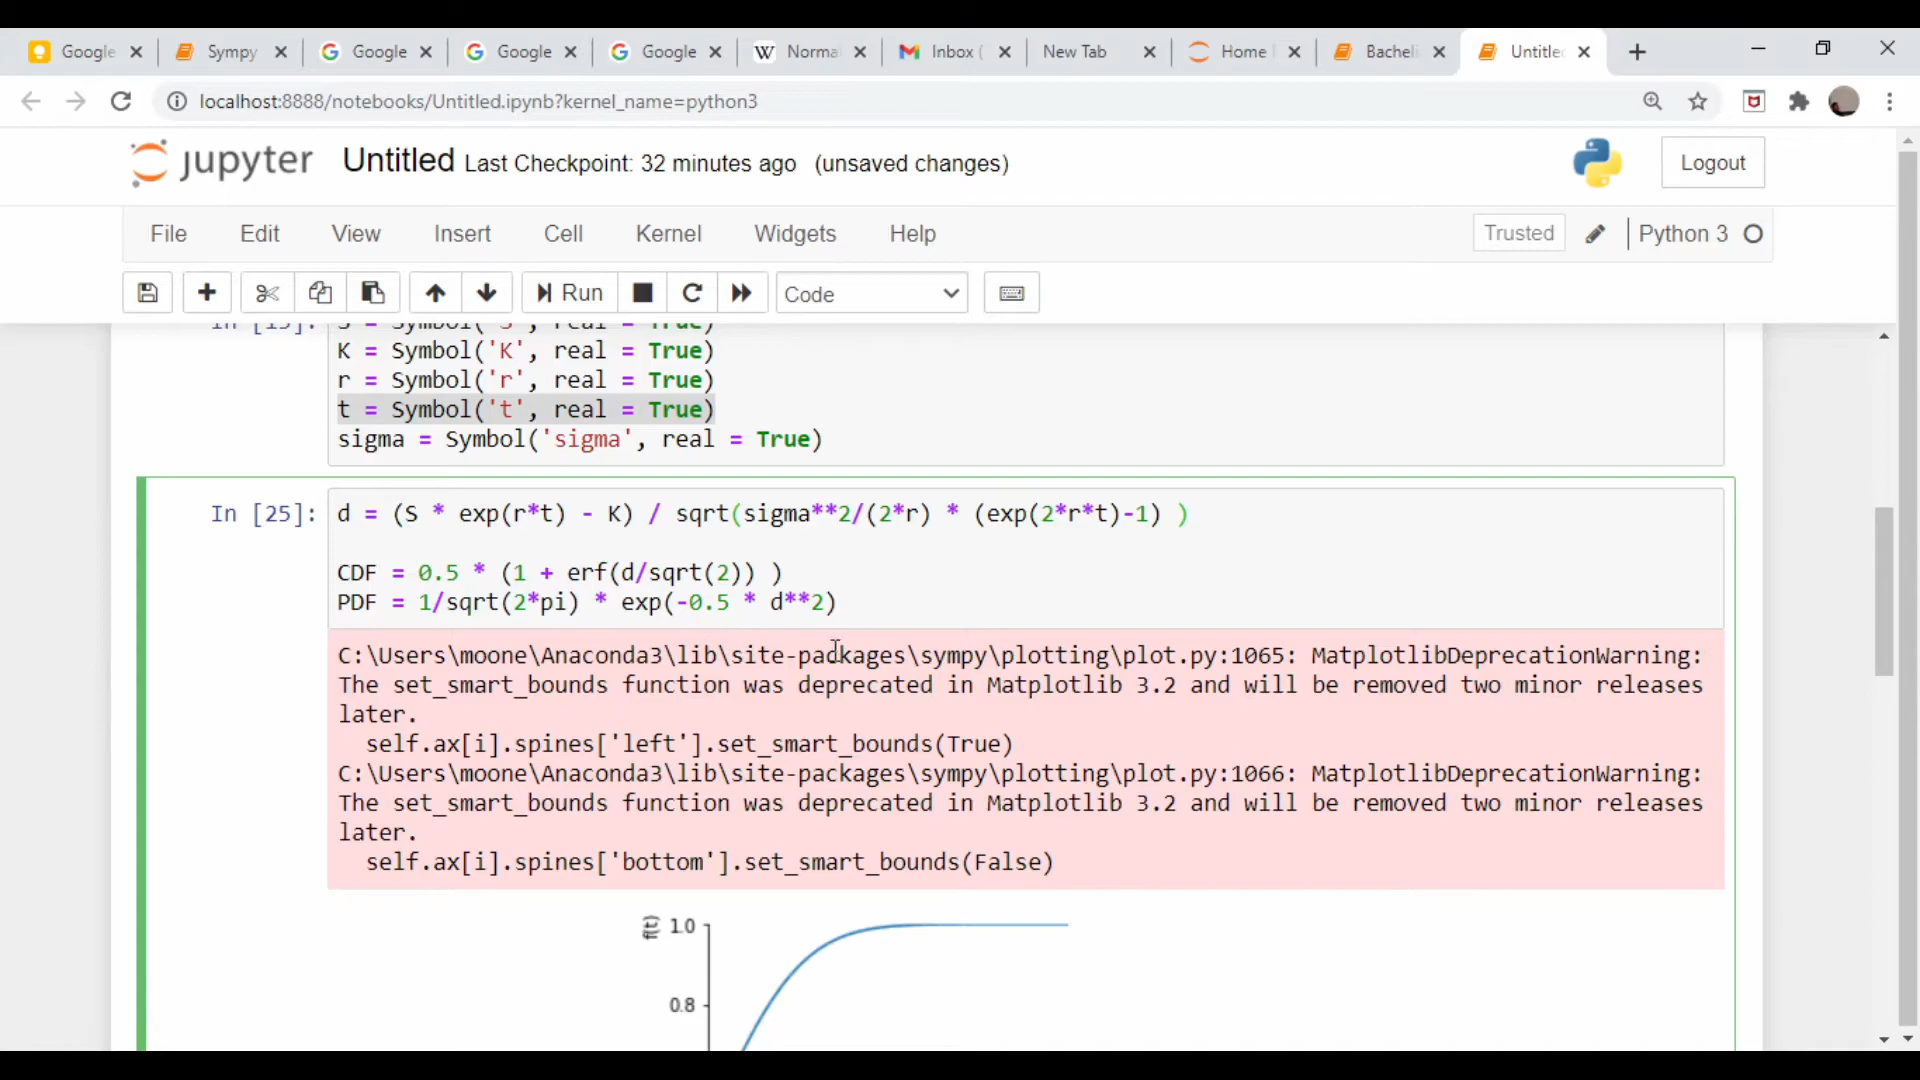 Google
Sympy
Google
Google
Google
W Norma
Inbox (
New Tab
Home
Bacheli
Untitle
localhost:8888/notebooks/Untitled.ipynb?kernel_name=python3
jupyter Untitled Last Checkpoint: 32 minutes ago (unsaved changes)
Logout
File Edit View Insert Cell Kernel Widgets Help
Trusted Python 3
Run Code
K = Symbol('K', real = True)
r = Symbol('r', real = True)
t = Symbol('t', real = True)
sigma = Symbol('sigma', real = True)
In [25]: d = (S * exp(r*t) - K) / sqrt(sigma**2/(2*r) * (exp(2*r*t)-1) )
CDF = 0.5 * (1 + erf(d/sqrt(2)) )
PDF = 1/sqrt(2*pi) * exp(-0.5 * d**2)
C:\Users\moone\Anaconda3\lib\site-packages\sympy\plotting\plot.py:1065: MatplotlibDeprecationWarning:
The set_smart_bounds function was deprecated in Matplotlib 3.2 and will be removed two minor releases
later.
self.ax[i].spines['left'].set_smart_bounds(True)
C:\Users\moone\Anaconda3\lib\site-packages\sympy\plotting\plot.py:1066: MatplotlibDeprecationWarning:
The set_smart_bounds function was deprecated in Matplotlib 3.2 and will be removed two minor releases
later.
self.ax[i].spines['bottom'].set_smart_bounds(False)
f(t)
1.0
0.8